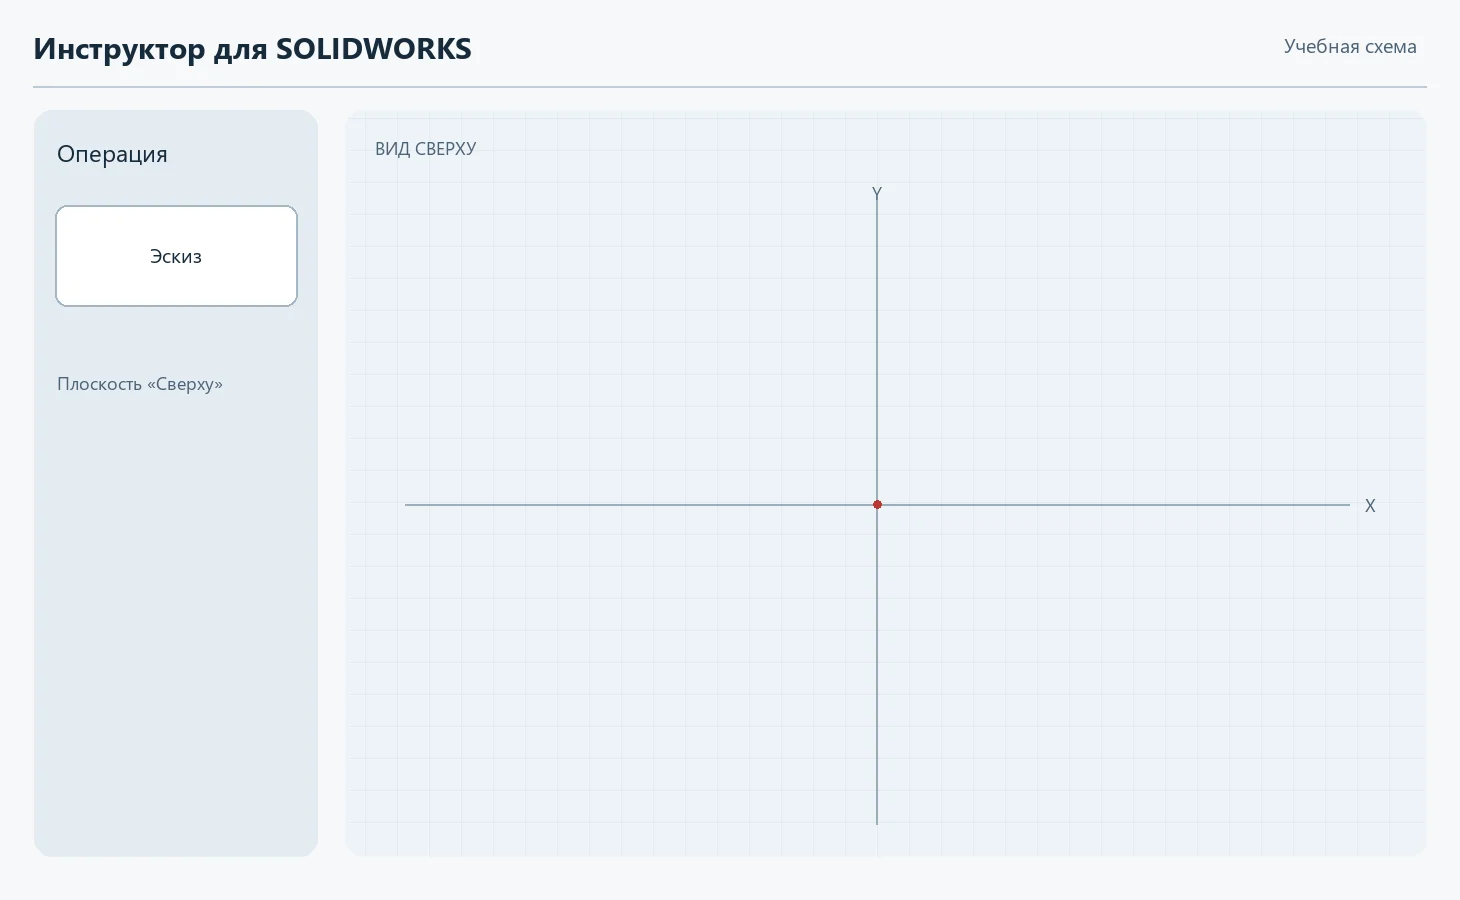 Инструктор для SOLIDWORKS
Учебная схема
Операция
Эскиз
Плоскость «Сверху»
ВИД СВЕРХУ
Y
X